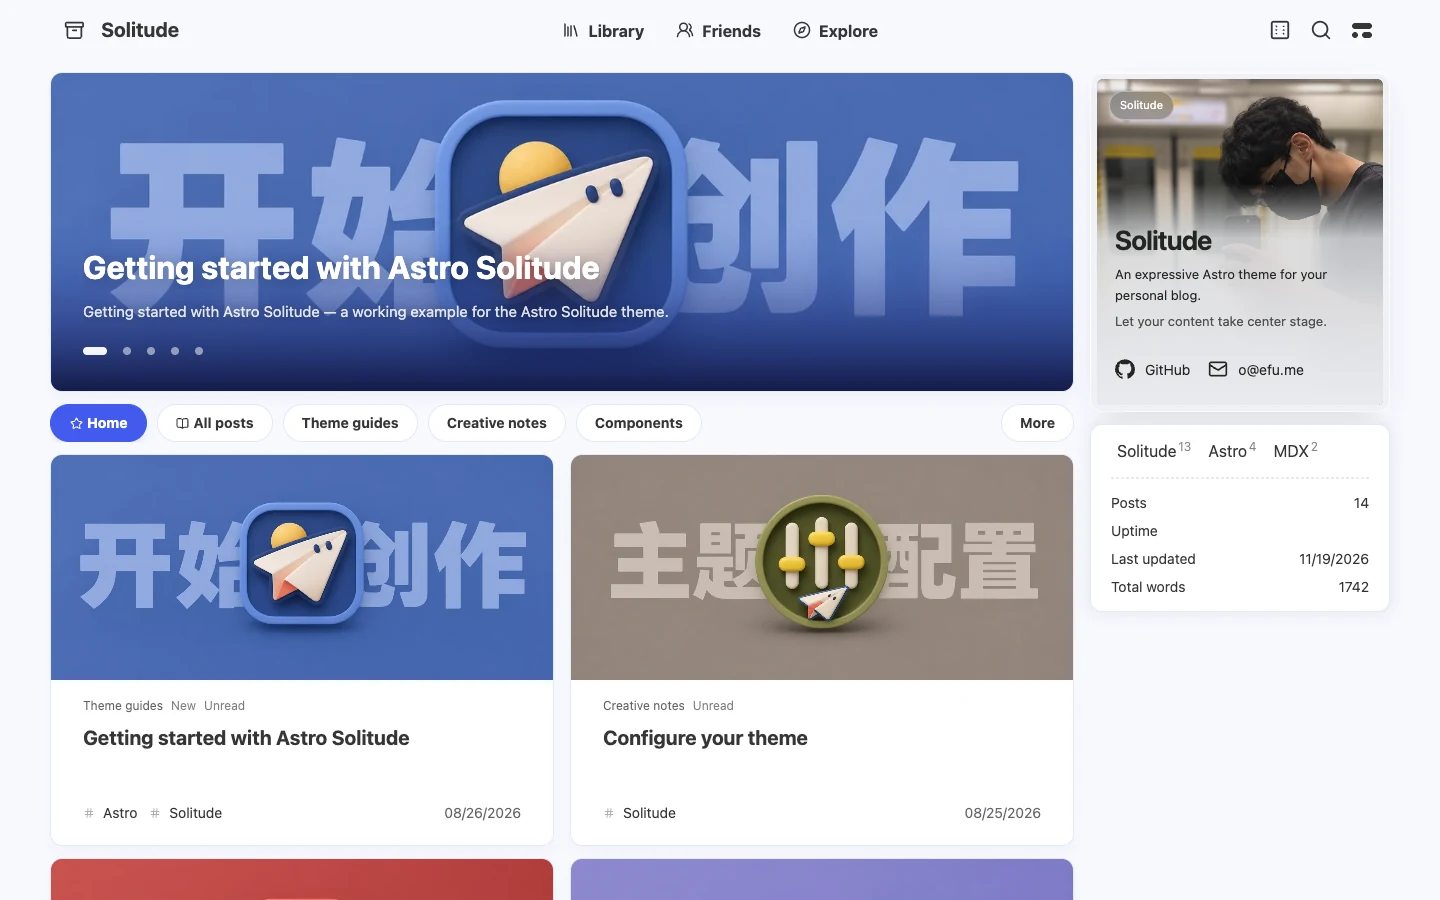 Solitude
Library
Friends
Explore
开始创作
Getting started with Astro Solitude
Getting started with Astro Solitude — a working example for the Astro Solitude theme.
Solitude
Solitude
An expressive Astro theme for your
personal blog.
Let your content take center stage.
GitHub
o@efu.me
Home
All posts
Theme guides
Creative notes
Components
More
开始创作
Theme guides New Unread
Getting started with Astro Solitude
# Astro # Solitude 08/26/2026
主题配置
Creative notes Unread
Configure your theme
# Solitude 08/25/2026
Solitude 13 Astro 4 MDX 2
Posts 14
Uptime
Last updated 11/19/2026
Total words 1742